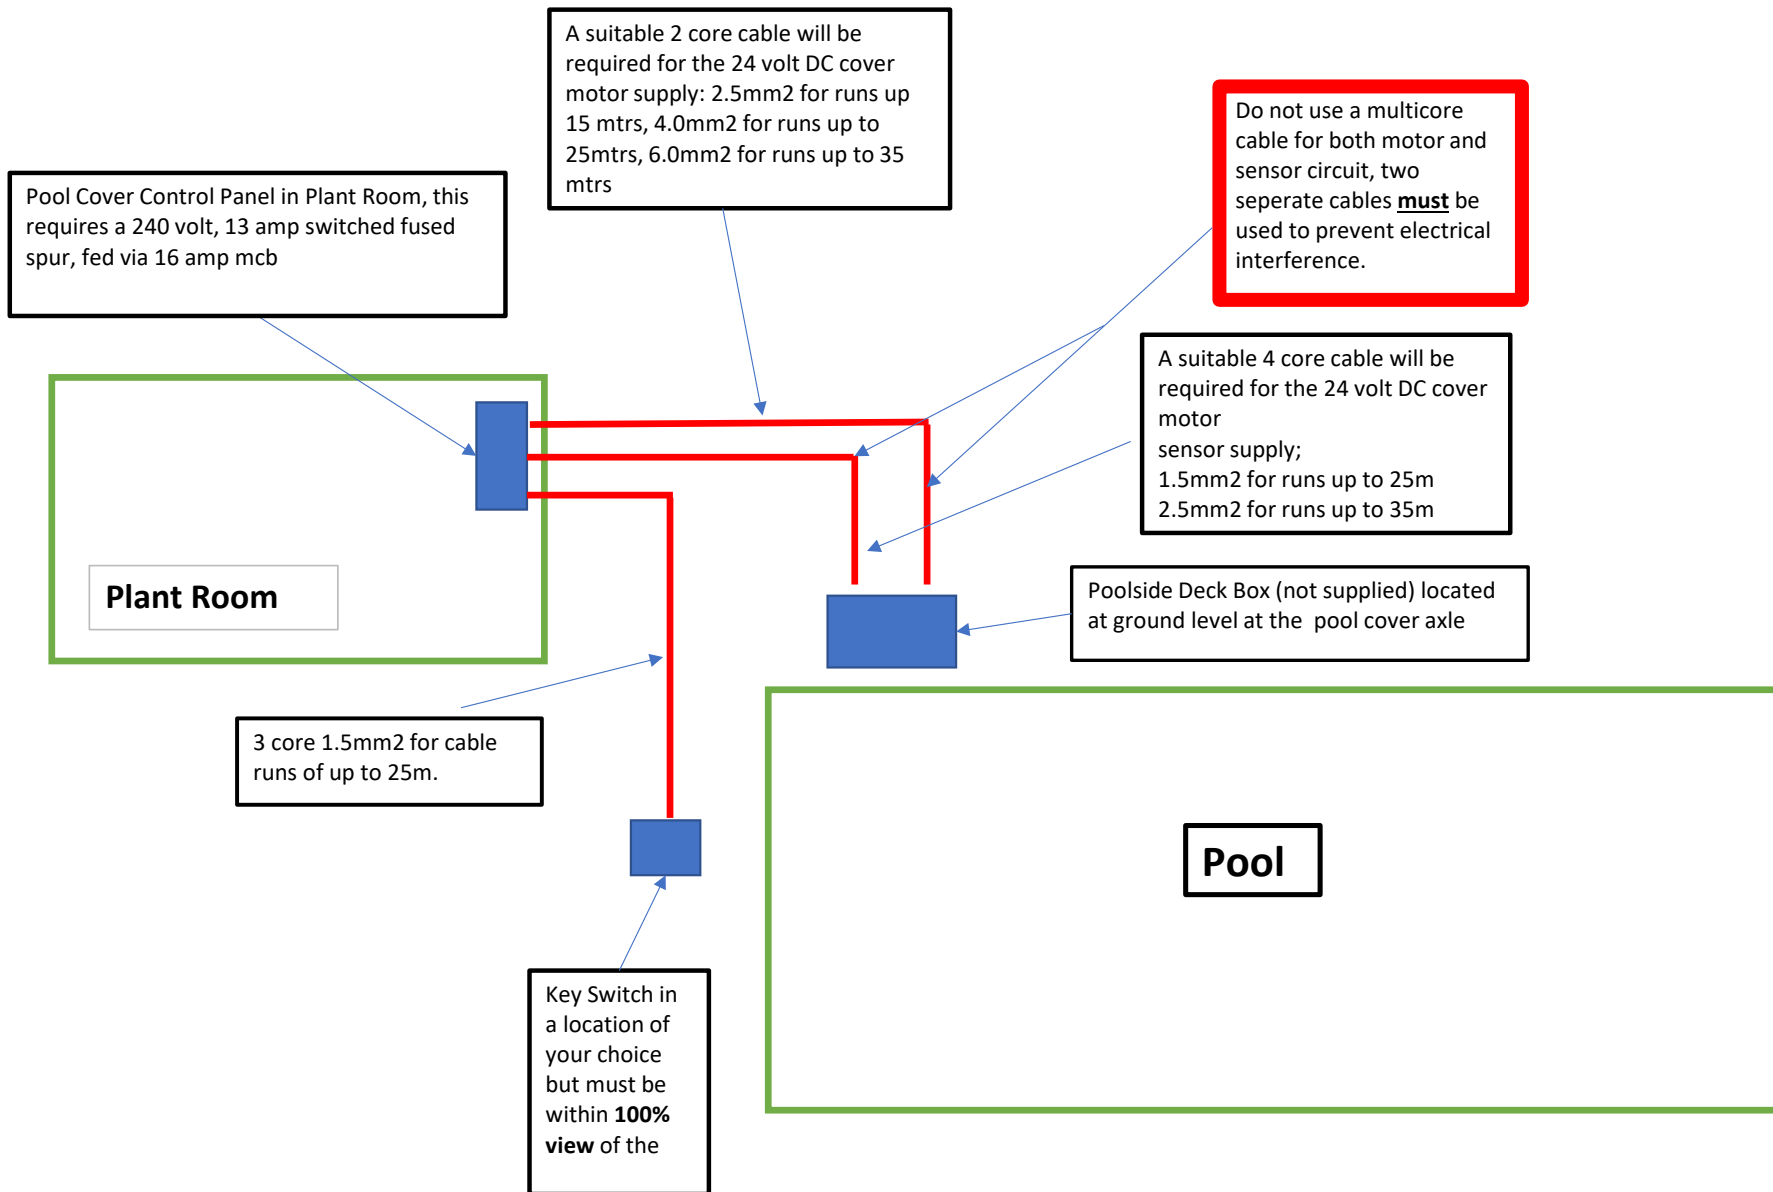 A suitable 2 core cable will be
required for the 24 volt DC cover
motor supply: 2.5mm2 for runs up
15 mtrs, 4.0mm2 for runs up to
25mtrs, 6.0mm2 for runs up to 35
mtrs
Do not use a multicore
cable for both motor and
sensor circuit, two
seperate cables must be
used to prevent electrical
interference.
Pool Cover Control Panel in Plant Room, this
requires a 240 volt, 13 amp switched fused
spur, fed via 16 amp mcb
A suitable 4 core cable will be
required for the 24 volt DC cover
motor
sensor supply;
1.5mm2 for runs up to 25m
2.5mm2 for runs up to 35m
Plant Room
Poolside Deck Box (not supplied) located
at ground level at the pool cover axle
3 core 1.5mm2 for cable
runs of up to 25m.
Pool
Key Switch in
a location of
your choice
but must be
within 100%
view of the